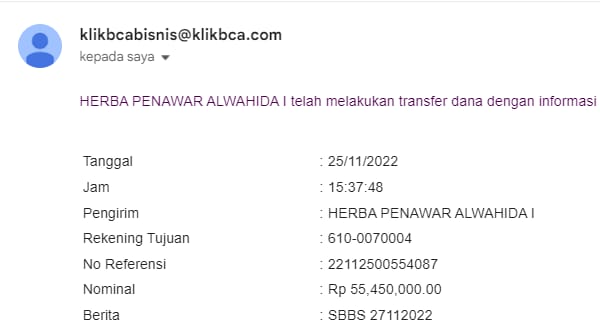 klikbcabisnis@klikbca.com
kepada saya
HERBA PENAWAR ALWAHIDA I telah melakukan transfer dana dengan informasi
Tanggal : 25/11/2022
Jam : 15:37:48
Pengirim : HERBA PENAWAR ALWAHIDA I
Rekening Tujuan : 610-0070004
No Referensi : 22112500554087
Nominal : Rp 55,450,000.00
Berita : SBBS 27112022